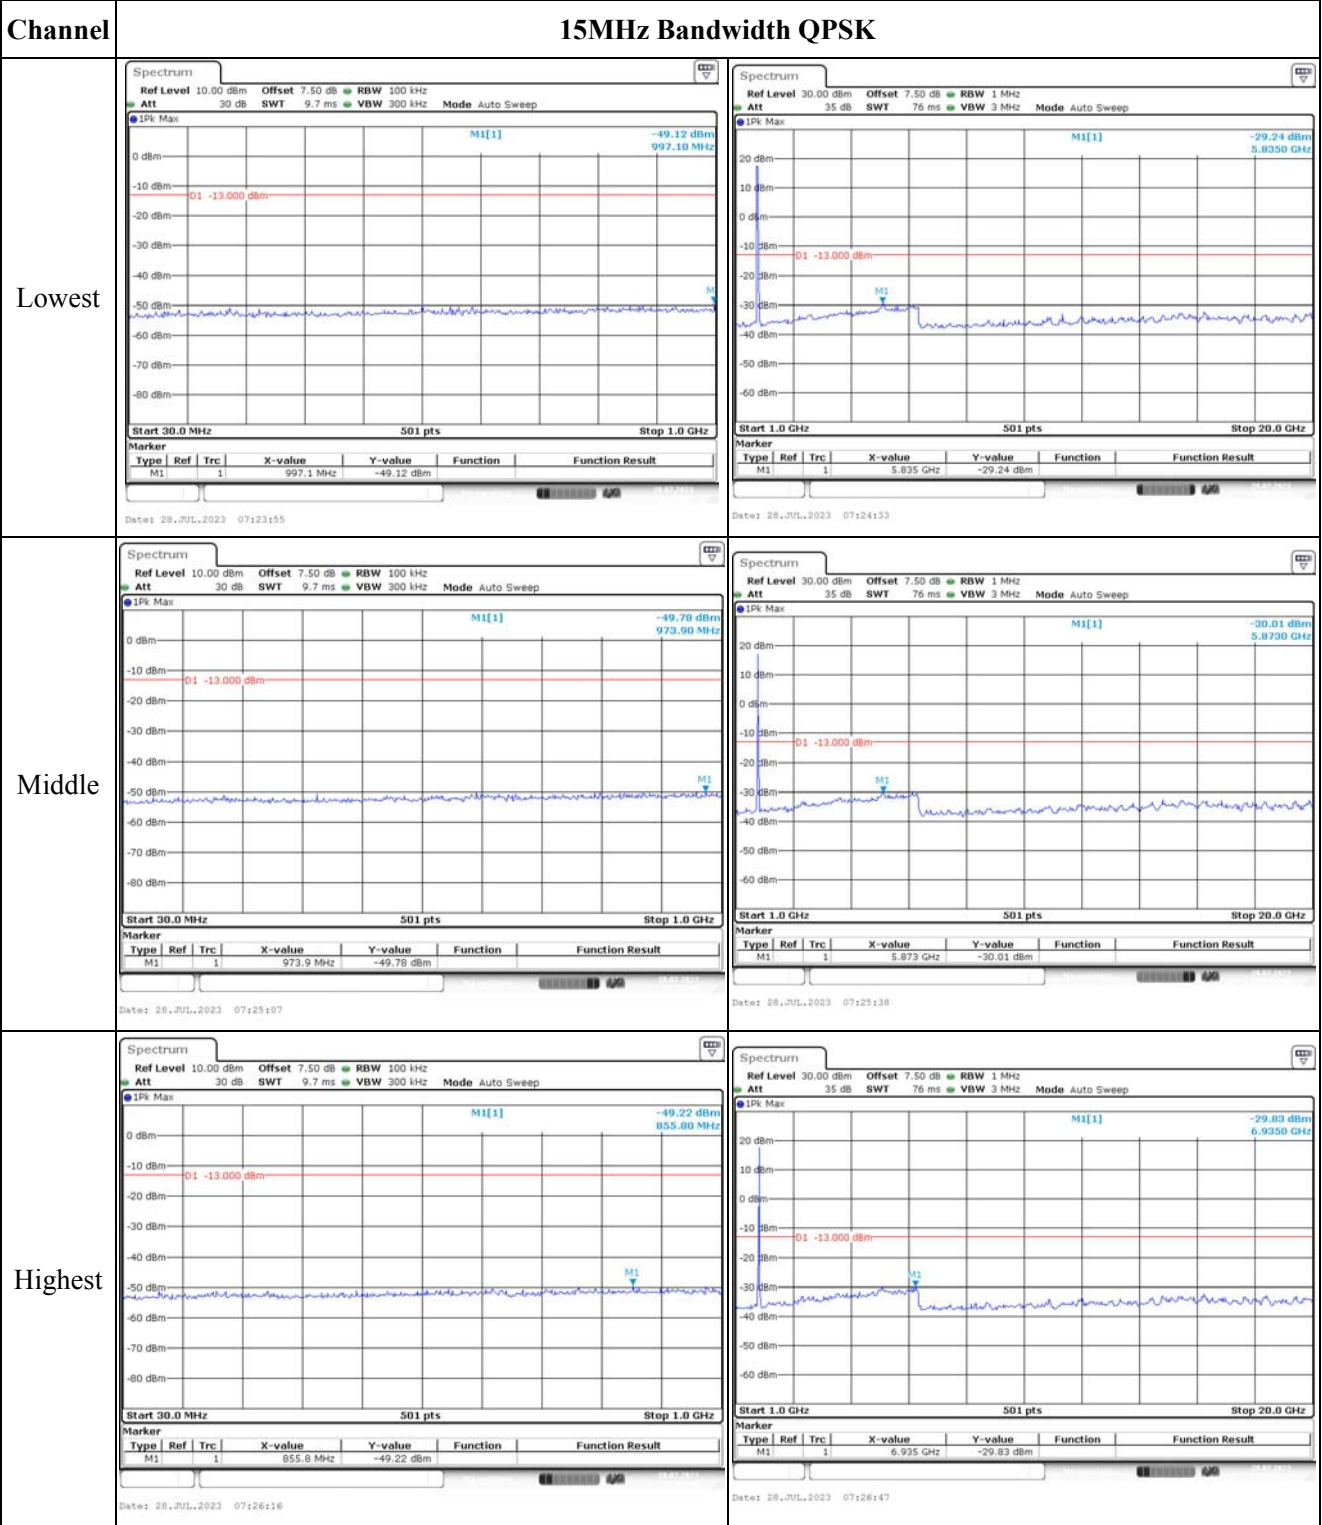 Channel 15MHz Bandwidth QPSK
Lowest
Spectrum
Ref Level 10.00 dBm Offset 7.50 dB RBW 100 kHz
Att 30 dB SWT 9.7 ms VBW 300 kHz Mode Auto Sweep
1Pk Max
M1[1] -49.12 dBm
997.10 MHz
0 dBm
-10 dBm
D1 -13.000 dBm
-20 dBm
-30 dBm
-40 dBm
M
-50 dBm
-60 dBm
-70 dBm
-80 dBm
Start 30.0 MHz 501 pts Stop 1.0 GHz
Marker
Type Ref Trc X-value Y-value Function Function Result
M1 1 997.1 MHz -49.12 dBm
Date: 28.JUL.2023 07:23:55
Spectrum
Ref Level 30.00 dBm Offset 7.50 dB RBW 1 MHz
Att 35 dB SWT 76 ms VBW 3 MHz Mode Auto Sweep
1Pk Max
M1[1] -29.24 dBm
5.8350 GHz
20 dBm
10 dBm
0 dBm
-10 dBm
D1 -13.000 dBm
-20 dBm
M1
-30 dBm
-40 dBm
-50 dBm
-60 dBm
Start 1.0 GHz 501 pts Stop 20.0 GHz
Marker
Type Ref Trc X-value Y-value Function Function Result
M1 1 5.835 GHz -29.24 dBm
Date: 28.JUL.2023 07:24:33
Middle
Spectrum
Ref Level 10.00 dBm Offset 7.50 dB RBW 100 kHz
Att 30 dB SWT 9.7 ms VBW 300 kHz Mode Auto Sweep
1Pk Max
M1[1] -49.78 dBm
973.90 MHz
0 dBm
-10 dBm
D1 -13.000 dBm
-20 dBm
-30 dBm
-40 dBm
M1
-50 dBm
-60 dBm
-70 dBm
-80 dBm
Start 30.0 MHz 501 pts Stop 1.0 GHz
Marker
Type Ref Trc X-value Y-value Function Function Result
M1 1 973.9 MHz -49.78 dBm
Date: 28.JUL.2023 07:25:07
Spectrum
Ref Level 30.00 dBm Offset 7.50 dB RBW 1 MHz
Att 35 dB SWT 76 ms VBW 3 MHz Mode Auto Sweep
1Pk Max
M1[1] -30.01 dBm
5.8730 GHz
20 dBm
10 dBm
0 dBm
-10 dBm
D1 -13.000 dBm
-20 dBm
M1
-30 dBm
-40 dBm
-50 dBm
-60 dBm
Start 1.0 GHz 501 pts Stop 20.0 GHz
Marker
Type Ref Trc X-value Y-value Function Function Result
M1 1 5.873 GHz -30.01 dBm
Date: 28.JUL.2023 07:25:38
Highest
Spectrum
Ref Level 10.00 dBm Offset 7.50 dB RBW 100 kHz
Att 30 dB SWT 9.7 ms VBW 300 kHz Mode Auto Sweep
1Pk Max
M1[1] -49.22 dBm
855.80 MHz
0 dBm
-10 dBm
D1 -13.000 dBm
-20 dBm
-30 dBm
-40 dBm
M1
-50 dBm
-60 dBm
-70 dBm
-80 dBm
Start 30.0 MHz 501 pts Stop 1.0 GHz
Marker
Type Ref Trc X-value Y-value Function Function Result
M1 1 855.8 MHz -49.22 dBm
Date: 28.JUL.2023 07:26:16
Spectrum
Ref Level 30.00 dBm Offset 7.50 dB RBW 1 MHz
Att 35 dB SWT 76 ms VBW 3 MHz Mode Auto Sweep
1Pk Max
M1[1] -29.83 dBm
6.9350 GHz
20 dBm
10 dBm
0 dBm
-10 dBm
D1 -13.000 dBm
-20 dBm
M1
-30 dBm
-40 dBm
-50 dBm
-60 dBm
Start 1.0 GHz 501 pts Stop 20.0 GHz
Marker
Type Ref Trc X-value Y-value Function Function Result
M1 1 6.935 GHz -29.83 dBm
Date: 28.JUL.2023 07:26:47